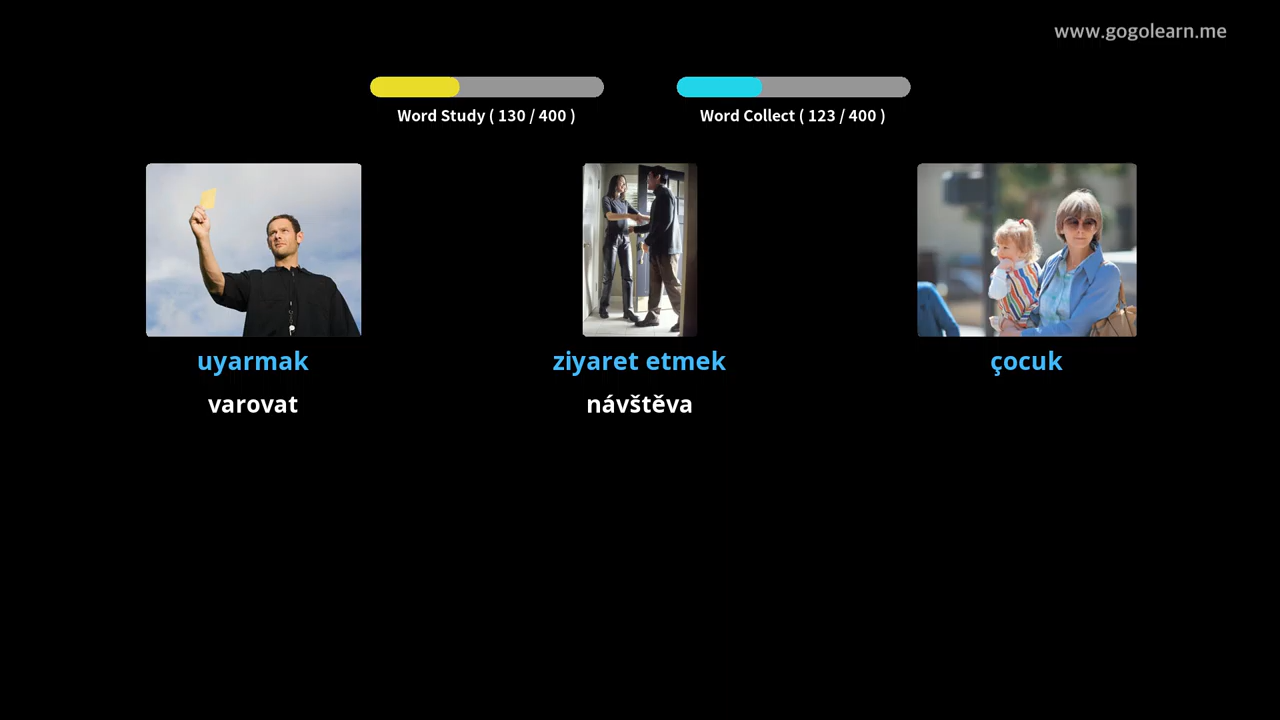 www.gogolearn.me
Word Study ( 130 / 400 )
Word Collect ( 123 / 400 )
uyarmak
ziyaret etmek
çocuk
varovat
návštěva